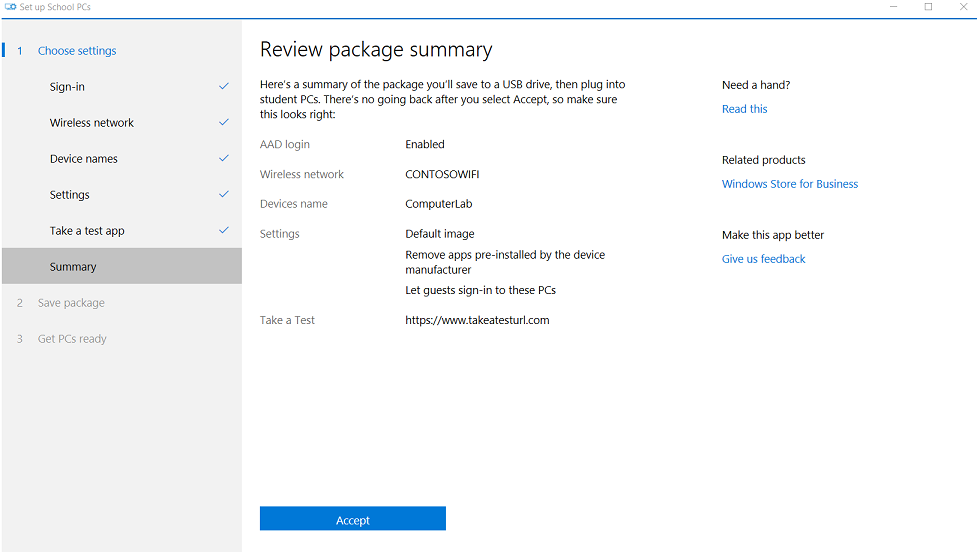 Set up School PCs
1 Choose settings
Sign-in
Wireless network
Device names
Settings
Take a test app
Summary
2 Save package
3 Get PCs ready
Review package summary
Here's a summary of the package you'll save to a USB drive, then plug into
student PCs. There's no going back after you select Accept, so make sure
this looks right:
AAD login Enabled
Wireless network CONTOSOWIFI
Devices name ComputerLab
Settings Default image
Remove apps pre-installed by the device
manufacturer
Let guests sign-in to these PCs
Take a Test https://www.takeatesturl.com
Accept
Need a hand?
Read this
Related products
Windows Store for Business
Make this app better
Give us feedback